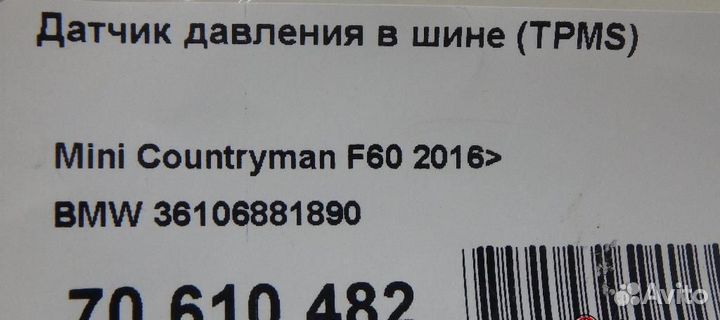 Датчик давления в шине (TPMS)
Mini Countryman F60 2016>
BMW 36106881890
70 610 482
Avito